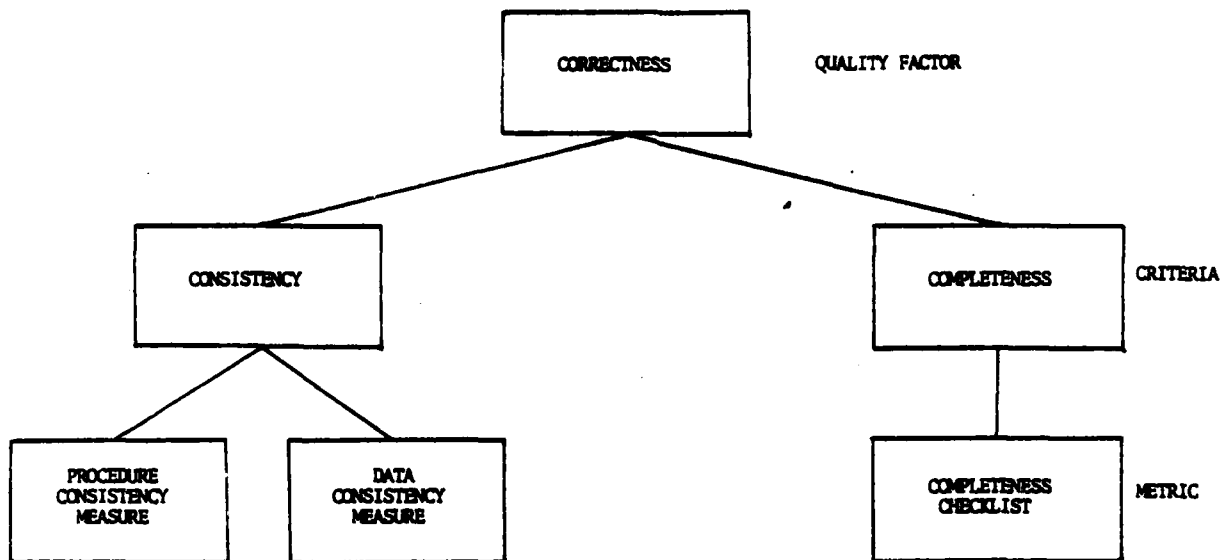 CORRECTNESS
QUALITY FACTOR
CONSISTENCY
COMPLETENESS
CRITERIA
PROCEDURE
CONSISTENCY
MEASURE
DATA
CONSISTENCY
MEASURE
COMPLETENESS
CHECKLIST
METRIC